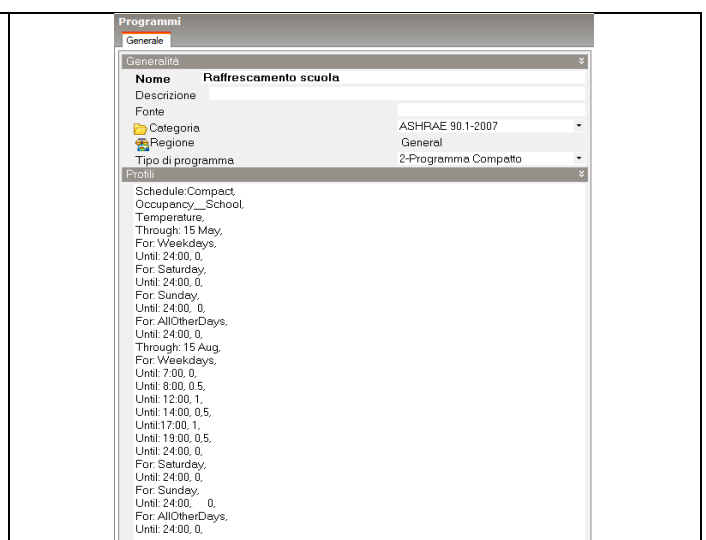 Programmi
Generale
Generalità
Nome Raffrescamento scuola
Descrizione
Fonte
Categoria ASHRAE 90.1-2007
Regione General
Tipo di programma 2-Programma Compatto
Profili
Schedule:Compact,
Occupancy__School,
Temperature,
Through: 15 May,
For: Weekdays,
Until: 24:00, 0,
For: Saturday,
Until: 24:00, 0,
For: Sunday,
Until: 24:00, 0,
For: AllOtherDays,
Until: 24:00, 0,
Through: 15 Aug,
For: Weekdays,
Until: 7:00, 0,
Until: 8:00, 0.5,
Until: 12:00, 1,
Until: 14:00, 0,5,
Until:17:00, 1,
Until: 19:00, 0,5,
Until: 24:00, 0,
For: Saturday,
Until: 24:00, 0,
For: Sunday,
Until: 24:00, 0,
For: AllOtherDays,
Until: 24:00, 0,